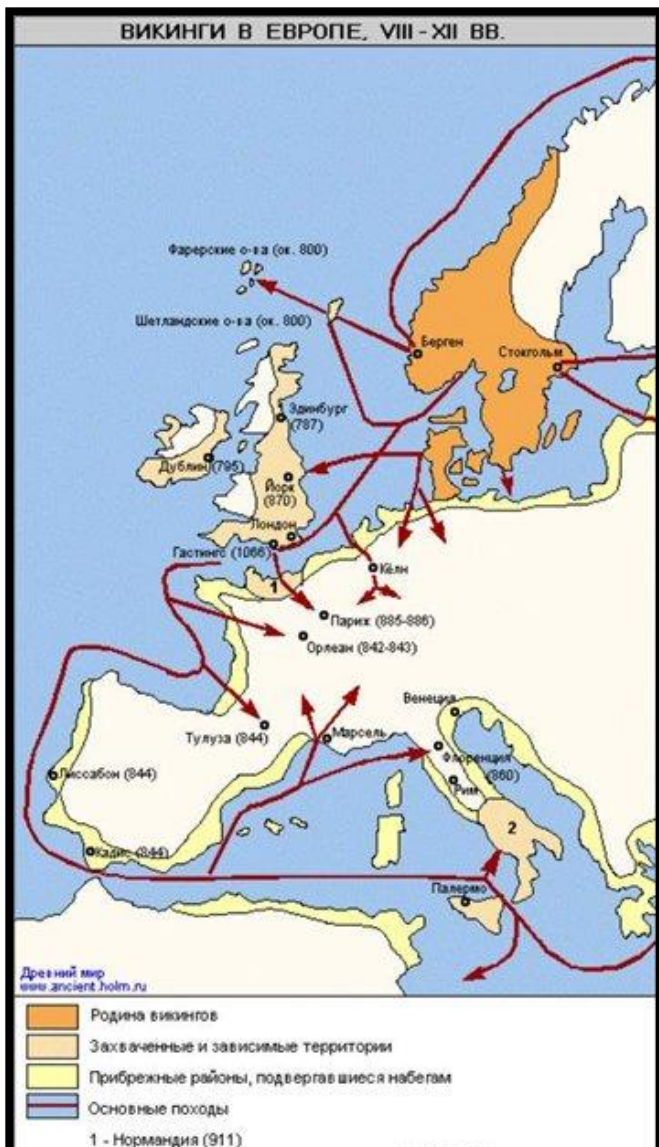 ВИКИНГИ В ЕВРОПЕ, VIII - XII ВВ.
Фарерские о-ва (ок. 800)
Шетландские о-ва (ок. 800)
Берген
Стокгольм
Эдинбург
(787)
Дублин (795)
Йорк
(870)
Лондон
Гастингс (1066)
Кёлн
1
Париж (885-886)
Орлеан (842-843)
Венеция
Тулуза (844)
Марсель
Флоренция
(860)
Лиссабон (844)
Рим
2
Кадис (844)
Палермо
Древний мир
www.ancient.holm.ru
Родина викингов
Захваченные и зависимые территории
Прибрежные районы, подвергавшиеся набегам
Основные походы
1 - Нормандия (911)